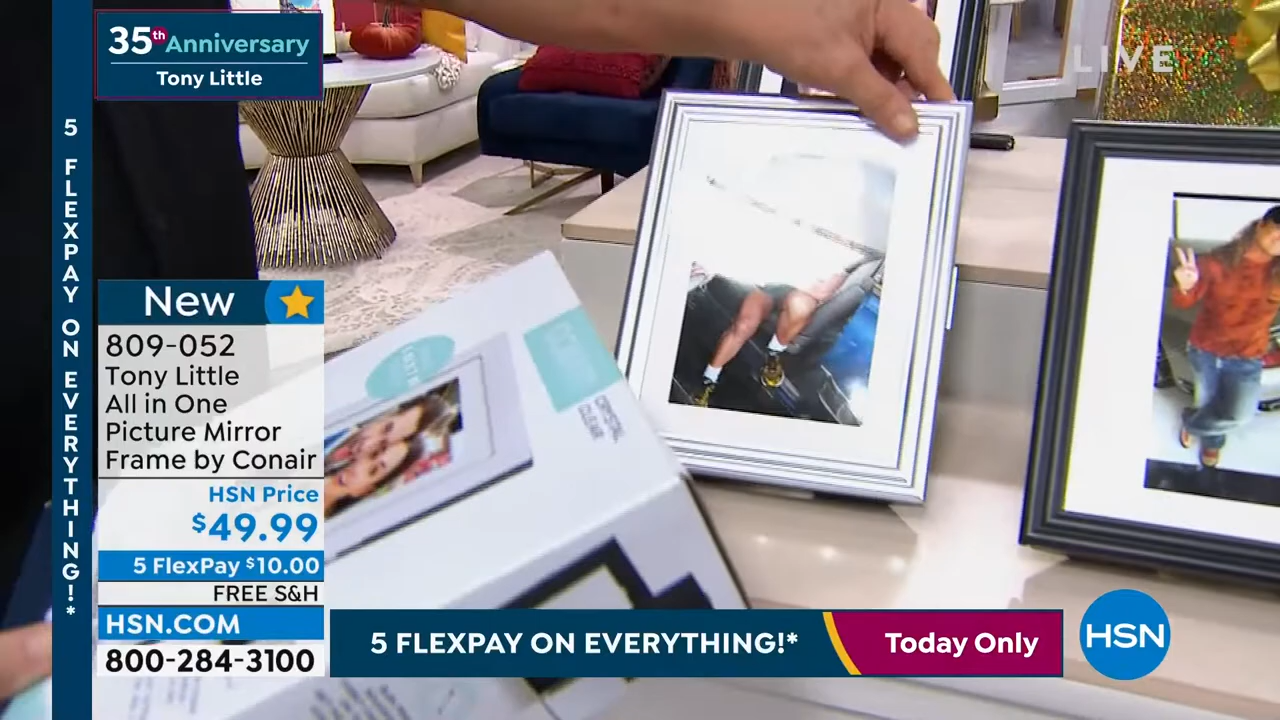 35th Anniversary
Tony Little
LIVE
5 FLEXPAY ON EVERYTHING!*
New
809-052
Tony Little
All in One
Picture Mirror
Frame by Conair
HSN Price
$49.99
5 FlexPay $10.00
FREE S&H
HSN.COM
800-284-3100
CRYSTAL
CLEAR
5 FLEXPAY ON EVERYTHING!*
Today Only
HSN